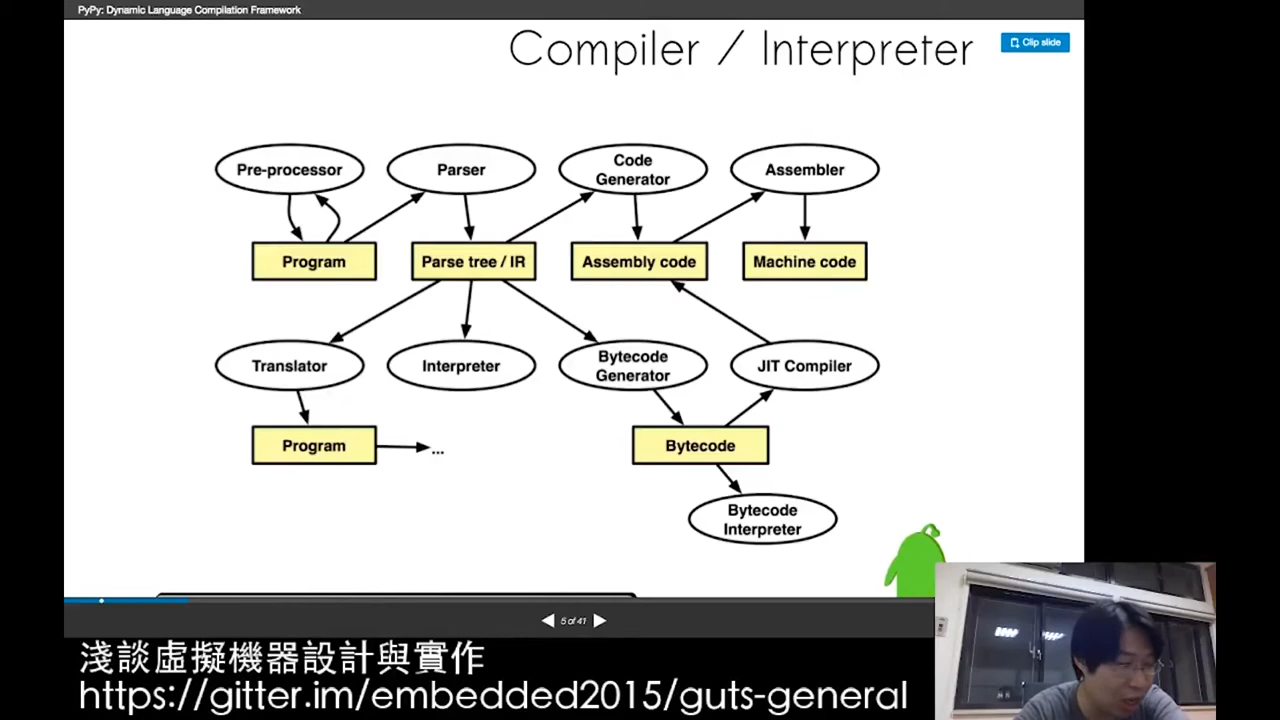 PyPy: Dynamic Language Compilation Framework
Compiler / Interpreter
Clip slide
Pre-processor
Parser
Code
Generator
Assembler
Program
Parse tree / IR
Assembly code
Machine code
Translator
Interpreter
Bytecode
Generator
JIT Compiler
Program
...
Bytecode
Bytecode
Interpreter
5 of 41
淺談虛擬機器設計與實作
https://gitter.im/embedded2015/guts-general